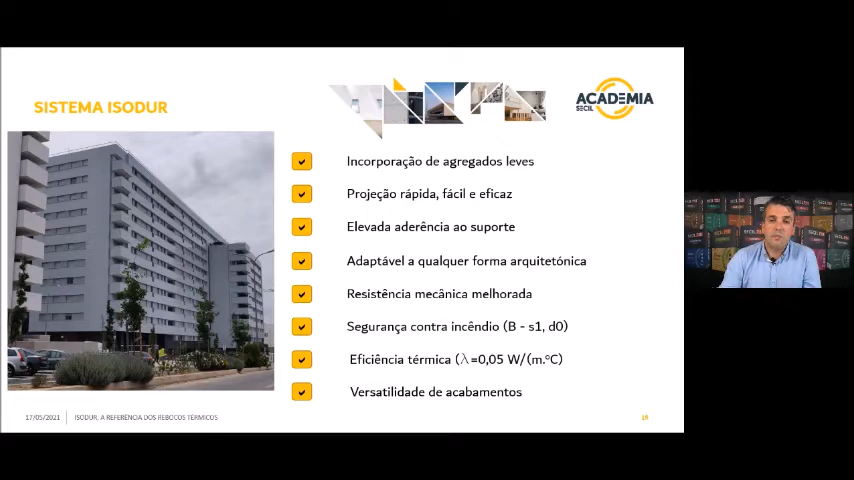 SISTEMA ISODUR
ACADEMIA
SECIL
Incorporação de agregados leves
Projeção rápida, fácil e eficaz
Elevada aderência ao suporte
Adaptável a qualquer forma arquitetónica
Resistência mecânica melhorada
Segurança contra incêndio (B - s1, d0)
Eficiência térmica (λ=0,05 W/(m.°C)
Versatilidade de acabamentos
17/05/2021
ISODUR, A REFERÊNCIA DOS REBOCOS TÉRMICOS
19